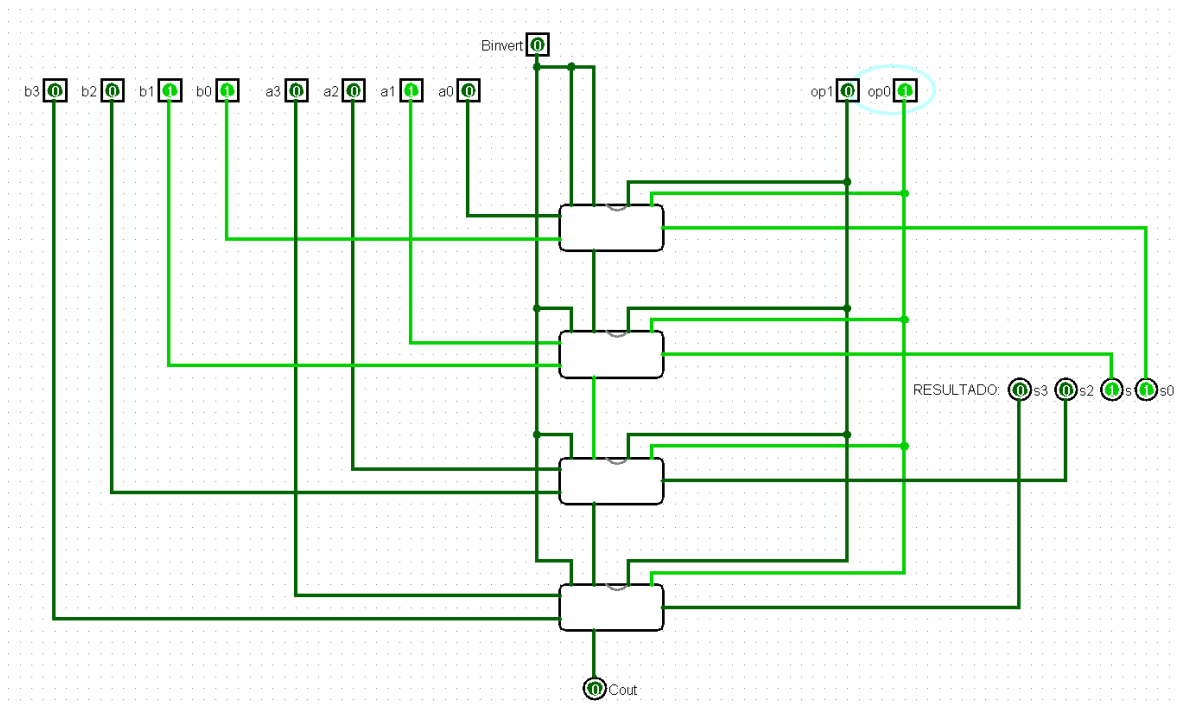 Binvert 0
b3 0 b2 0 b1 1 b0 1 a3 0 a2 0 a1 1 a0 0 op1 0 op0 1
RESULTADO: 0 s3 0 s2 1 s 1 s0
0 Cout